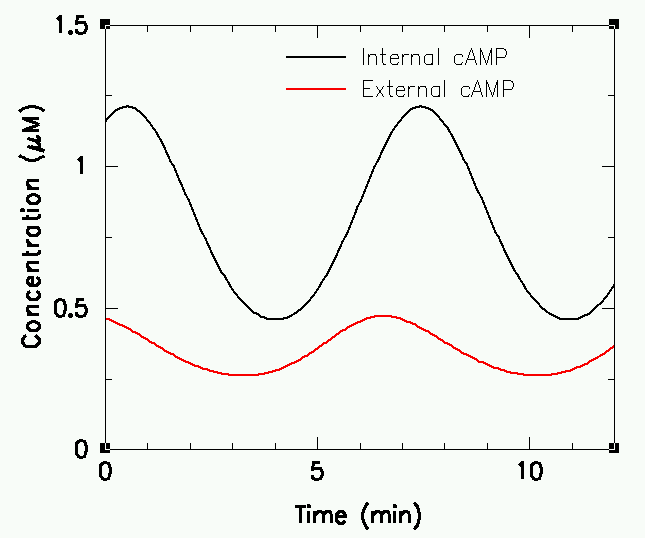 1.5
Internal cAMP
External cAMP
1
Concentration (μM)
0.5
0
0 5 10
Time (min)